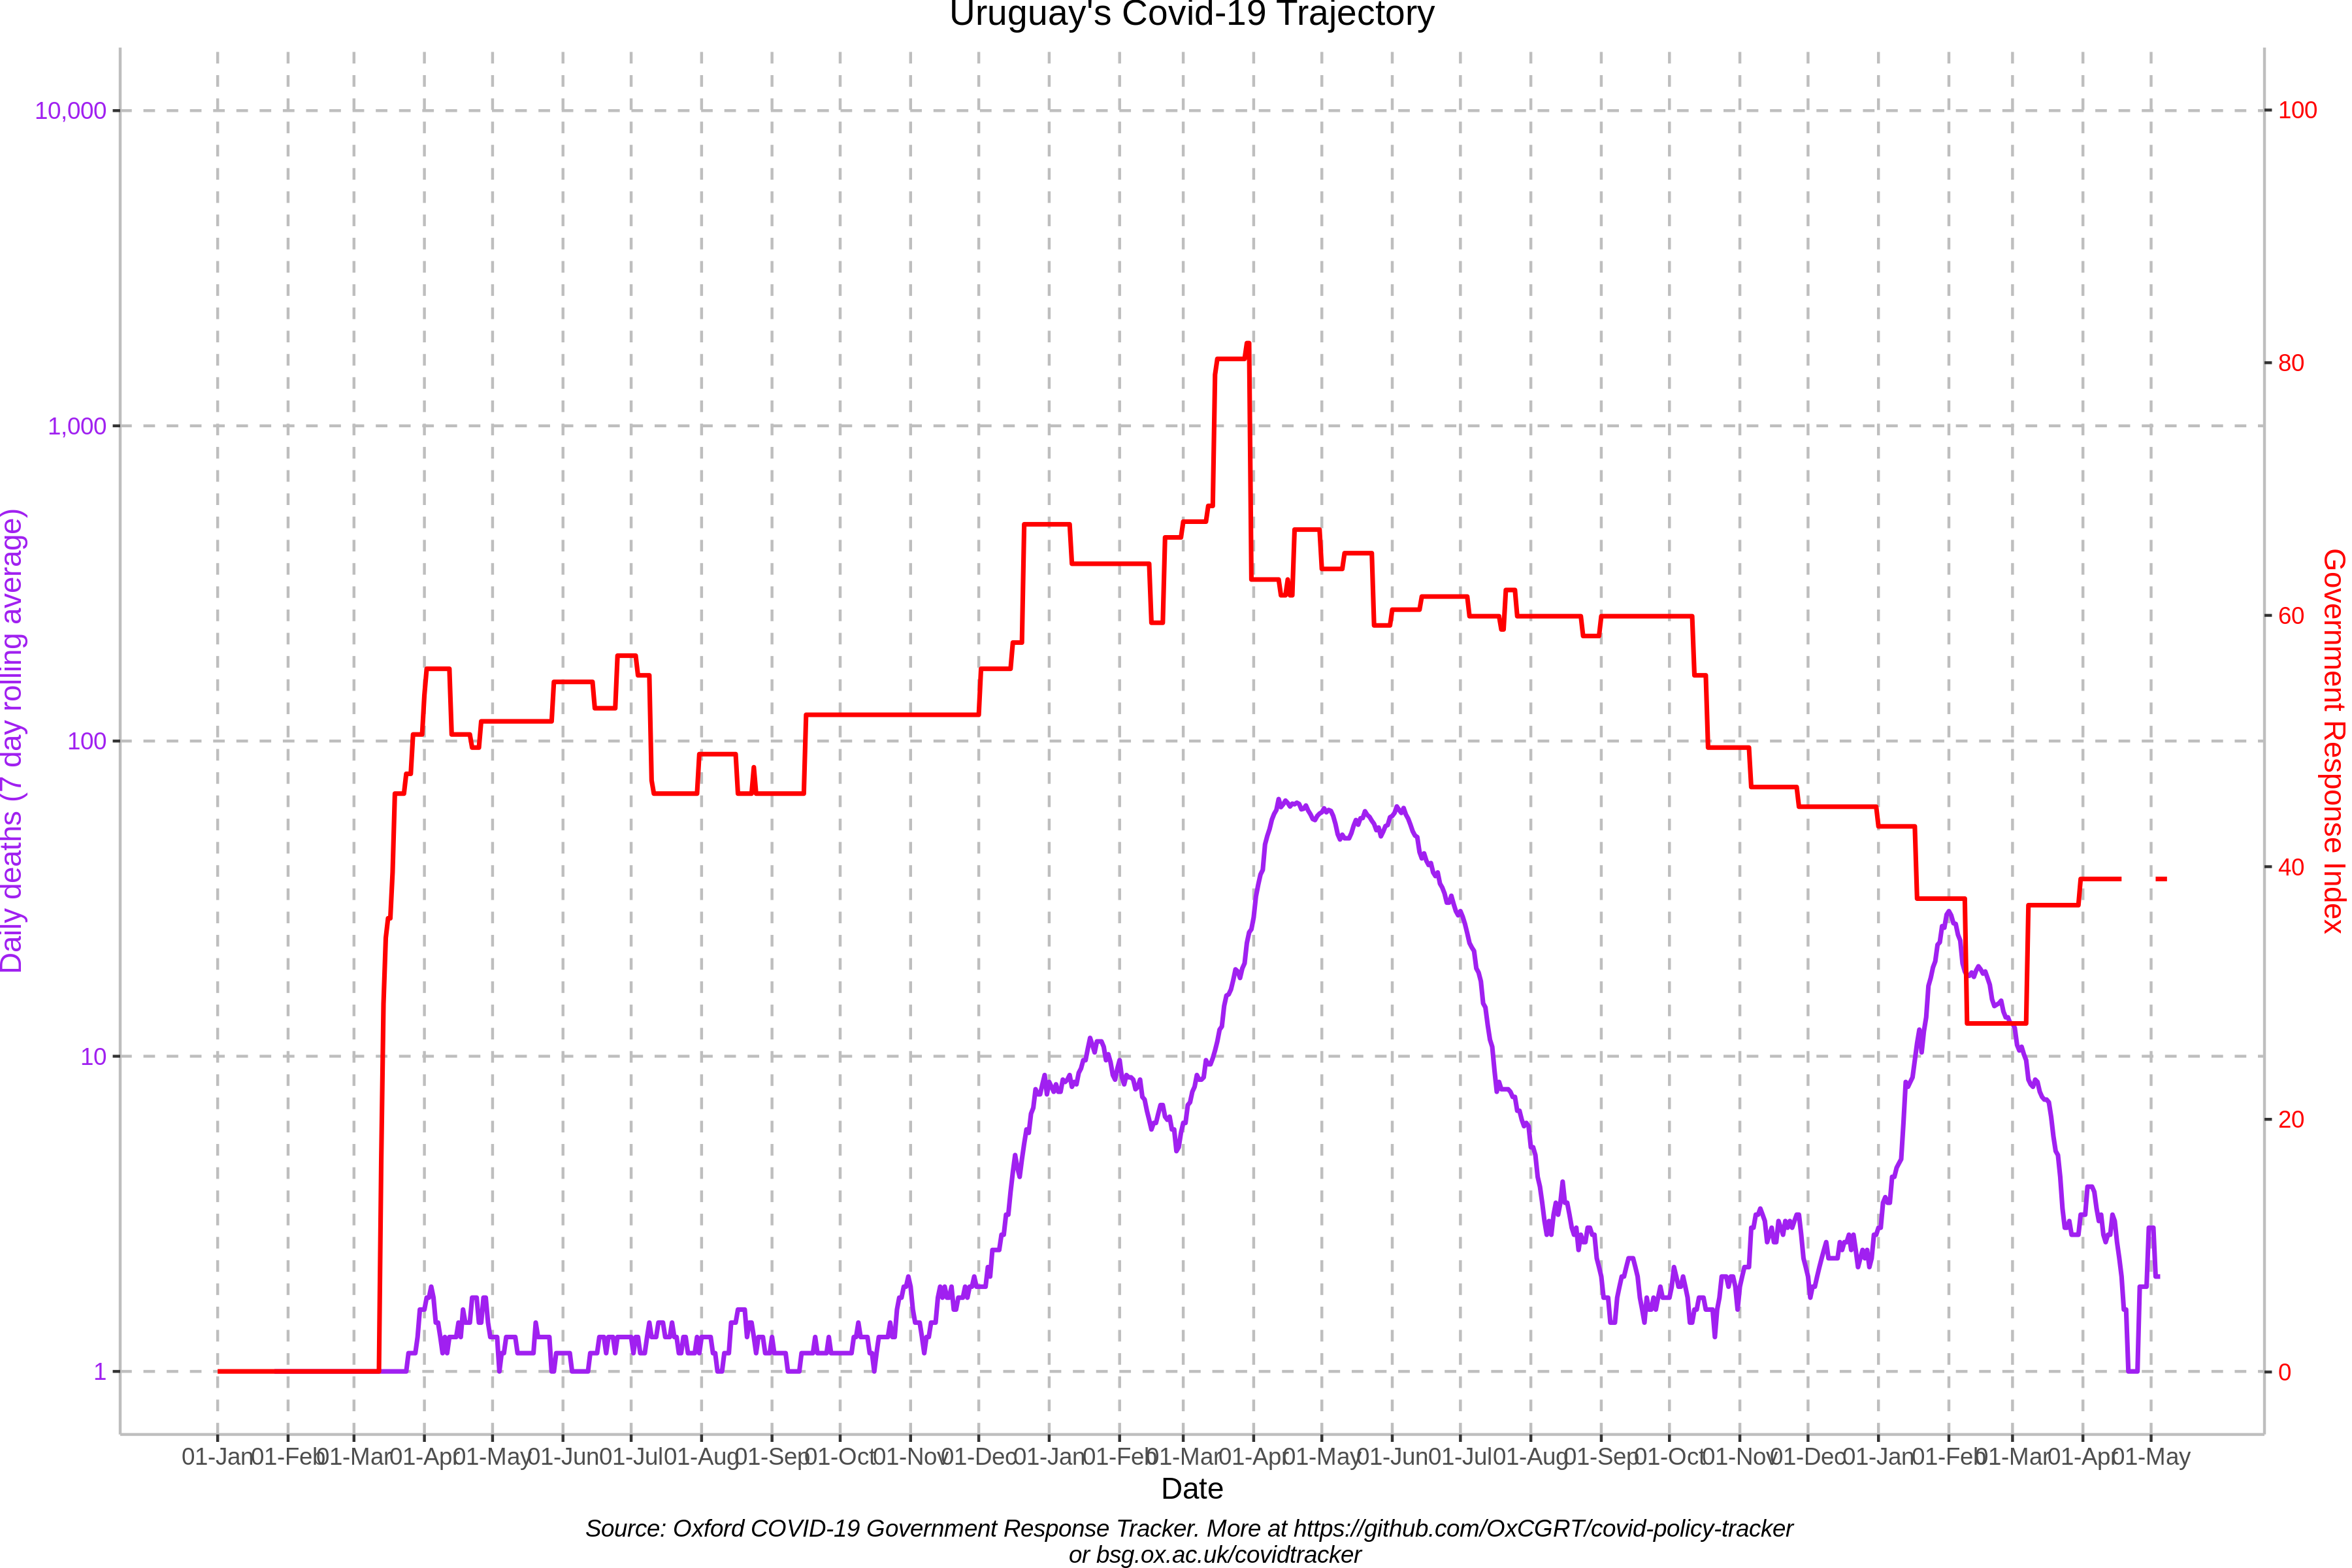 Uruguay's Covid-19 Trajectory
10,000
1,000
100
10
1
Daily deaths (7 day rolling average)
100
80
60
40
20
0
Government Response Index
01-Jan 01-Feb 01-Mar 01-Apr 01-May 01-Jun 01-Jul 01-Aug 01-Sep 01-Oct 01-Nov 01-Dec 01-Jan 01-Feb 01-Mar 01-Apr 01-May 01-Jun 01-Jul 01-Aug 01-Sep 01-Oct 01-Nov 01-Dec 01-Jan 01-Feb 01-Mar 01-Apr 01-May
Date
Source: Oxford COVID-19 Government Response Tracker. More at https://github.com/OxCGRT/covid-policy-tracker
or bsg.ox.ac.uk/covidtracker